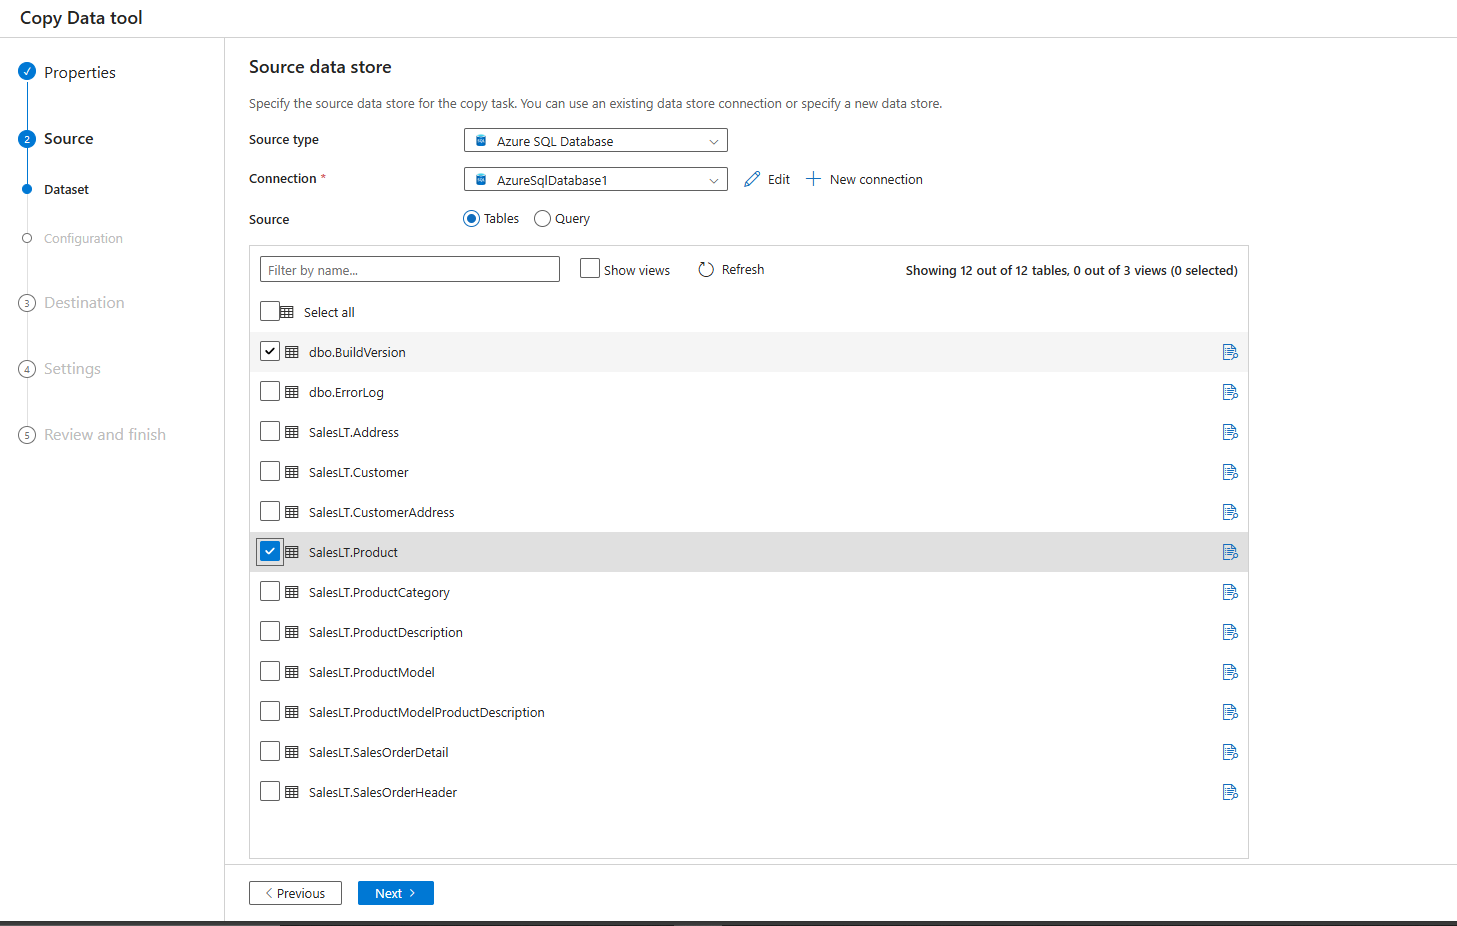 Copy Data tool
Properties
2 Source
Dataset
Configuration
3 Destination
4 Settings
5 Review and finish
Source data store
Specify the source data store for the copy task. You can use an existing data store connection or specify a new data store.
Source type Azure SQL Database
Connection * AzureSqlDatabase1 Edit New connection
Source Tables Query
Filter by name... Show views Refresh Showing 12 out of 12 tables, 0 out of 3 views (0 selected)
Select all
dbo.BuildVersion
dbo.ErrorLog
SalesLT.Address
SalesLT.Customer
SalesLT.CustomerAddress
SalesLT.Product
SalesLT.ProductCategory
SalesLT.ProductDescription
SalesLT.ProductModel
SalesLT.ProductModelProductDescription
SalesLT.SalesOrderDetail
SalesLT.SalesOrderHeader
< Previous Next >